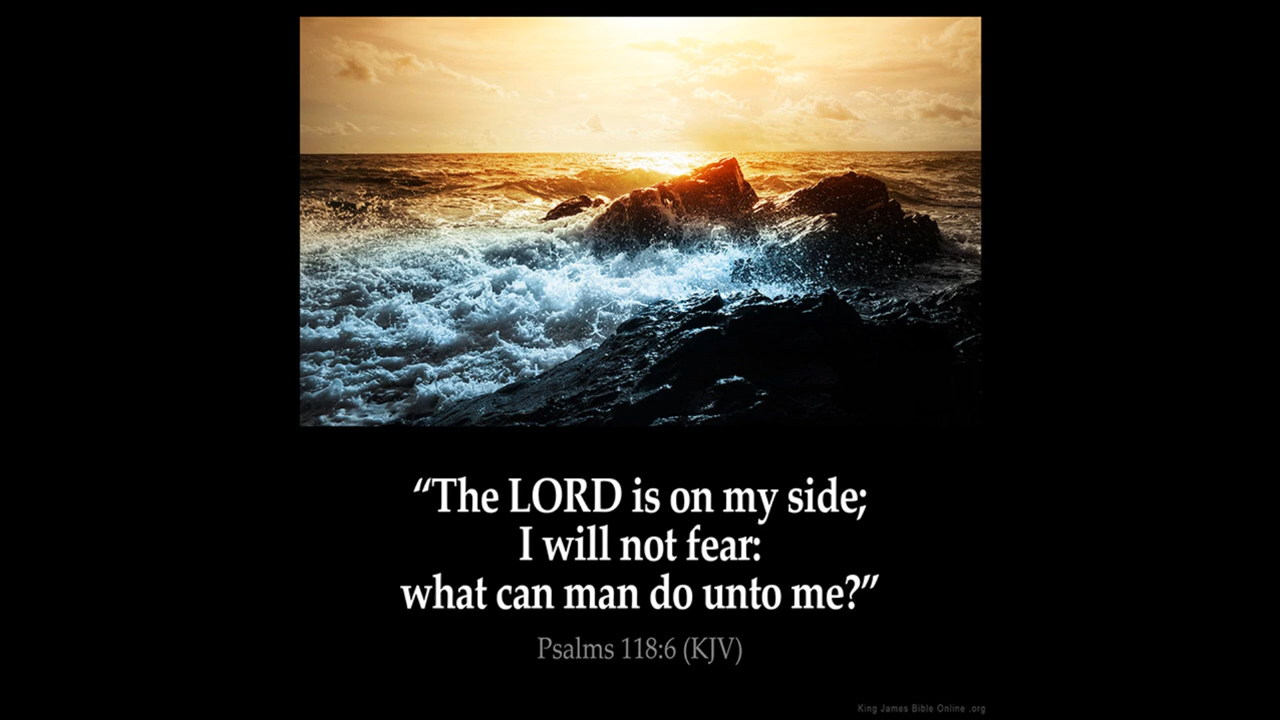 “The LORD is on my side;
I will not fear:
what can man do unto me?”
Psalms 118:6 (KJV)
King James Bible Online .org